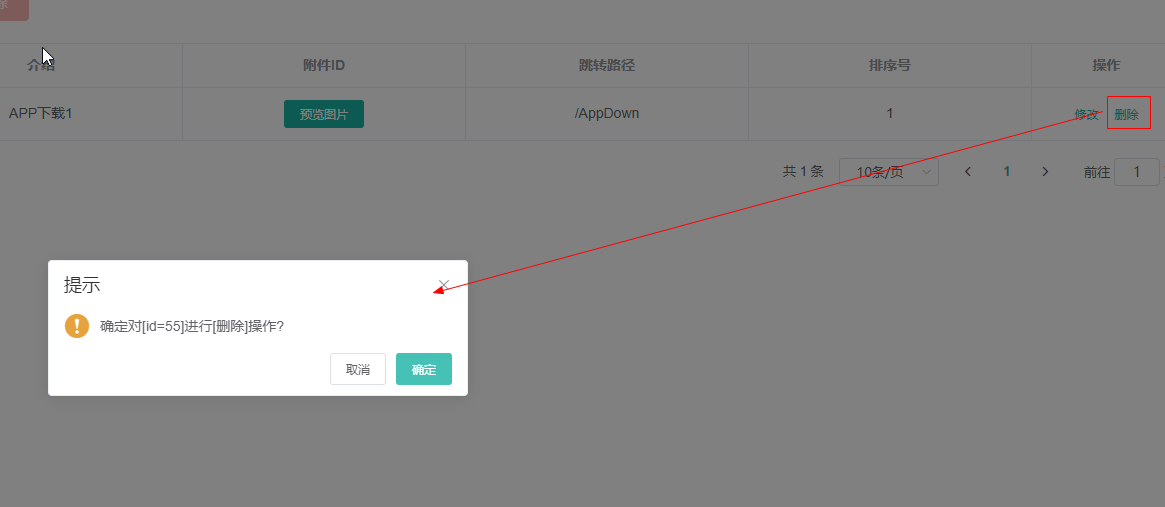 介绍 附件ID 跳转路径 排序号 操作
APP下载1 预览图片 /AppDown 1 修改 删除
共 1 条 10条/页 1 前往 1
提示
确定对[id=55]进行[删除]操作?
取消 确定